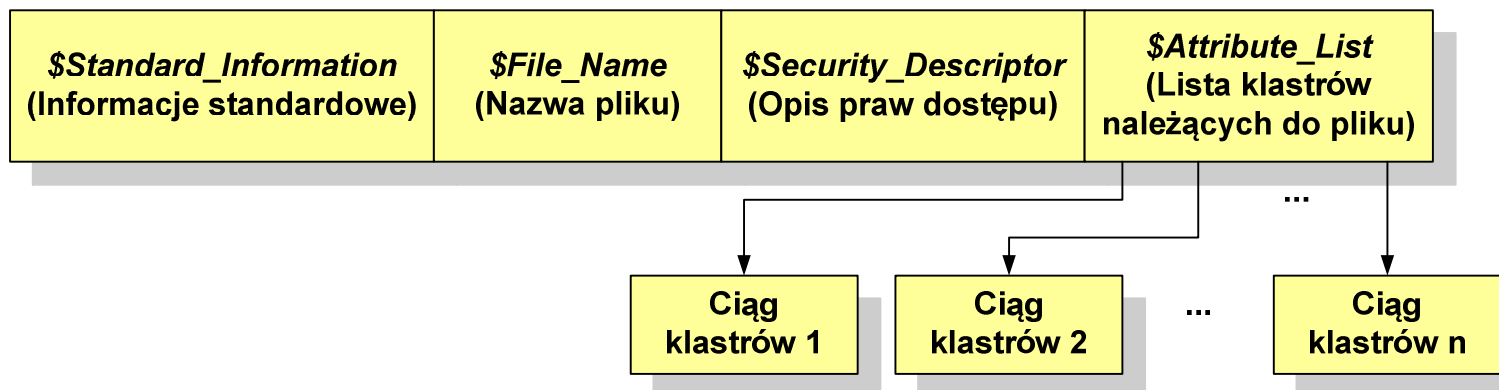 $Standard_Information
(Informacje standardowe)
$File_Name
(Nazwa pliku)
$Security_Descriptor
(Opis praw dostępu)
$Attribute_List
(Lista klastrów
należących do pliku)
...
Ciąg
klastrów 1
Ciąg
klastrów 2
...
Ciąg
klastrów n